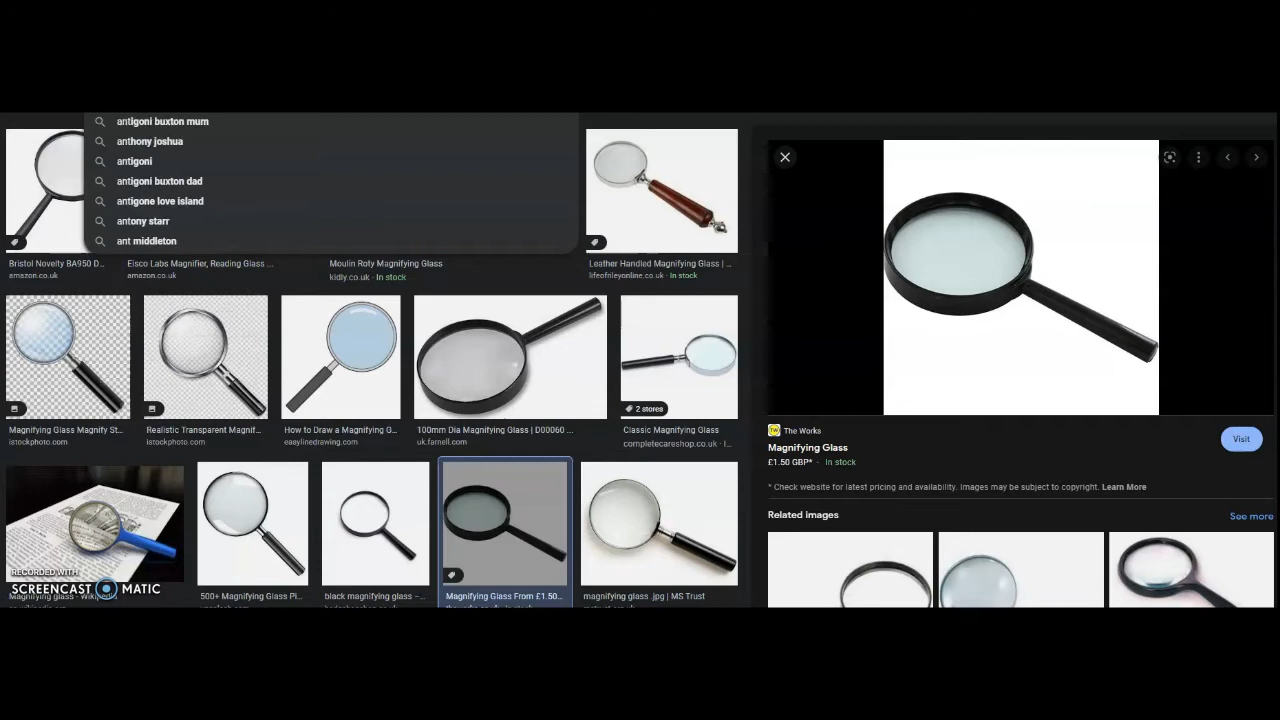 antigoni buxton mum
anthony joshua
antigoni
antigoni buxton dad
antigone love island
antony starr
ant middleton
Bristol Novelty BA950 D...
amazon.co.uk
Eisco Labs Magnifier, Reading Glass ...
amazon.co.uk
Moulin Roty Magnifying Glass
kidly.co.uk · In stock
Leather Handled Magnifying Glass | ...
lifeofrileyonline.co.uk · In stock
2 stores
Magnifying Glass Magnify St...
istockphoto.com
Realistic Transparent Magnif...
istockphoto.com
How to Draw a Magnifying G...
easylinedrawing.com
100mm Dia Magnifying Glass | D00060 ...
uk.farnell.com
Classic Magnifying Glass
completecareshop.co.uk · I...
RECORDED WITH
SCREENCAST MATIC
Magnifying glass - Wikipedia
500+ Magnifying Glass Pi...
black magnifying glass –...
Magnifying Glass From £1.50...
magnifying glass .jpg | MS Trust
The Works
Magnifying Glass
£1.50 GBP* · In stock
Visit
* Check website for latest pricing and availability. Images may be subject to copyright. Learn More
Related images
See more